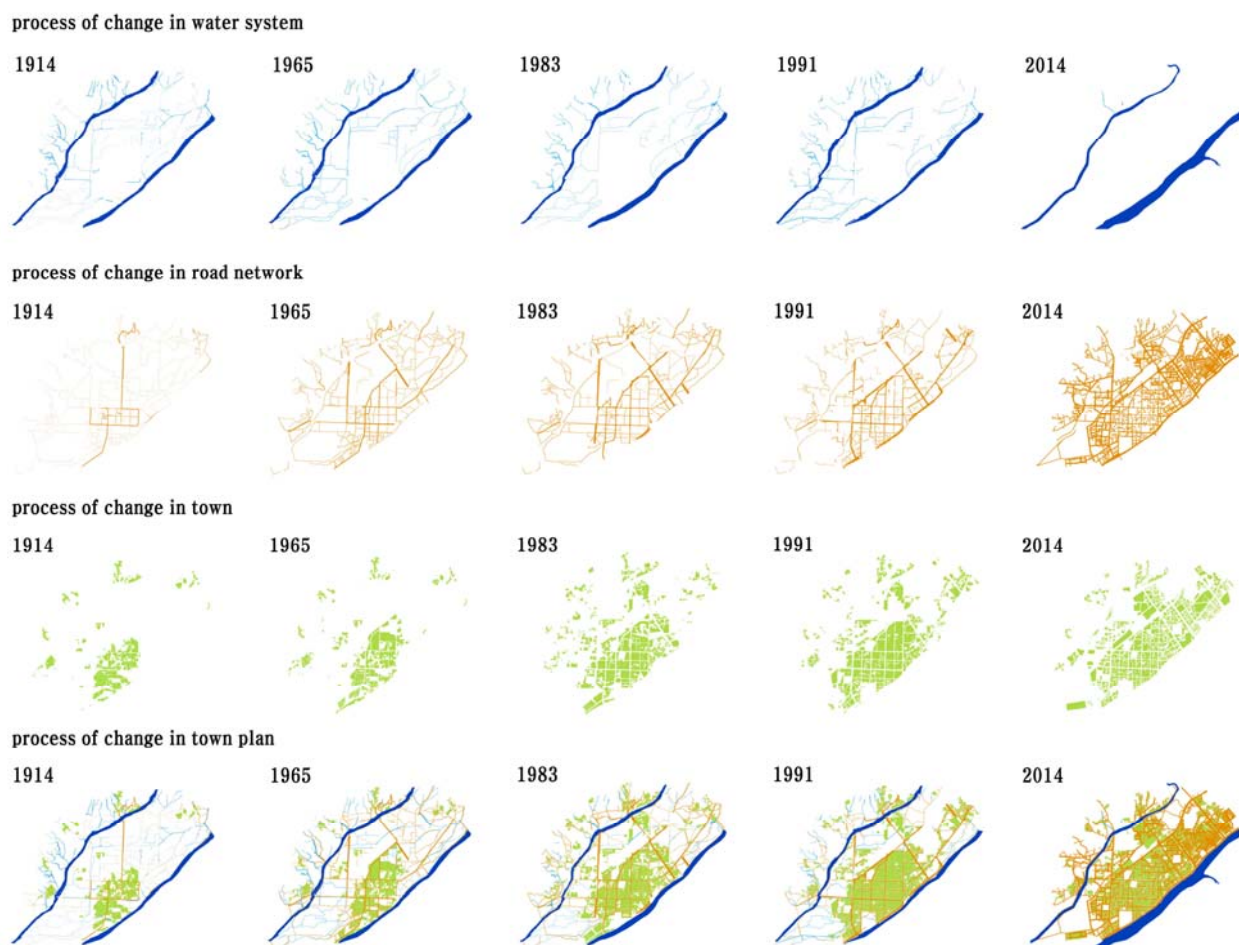 process of change in water system
1914 1965 1983 1991 2014
process of change in road network
1914 1965 1983 1991 2014
process of change in town
1914 1965 1983 1991 2014
process of change in town plan
1914 1965 1983 1991 2014